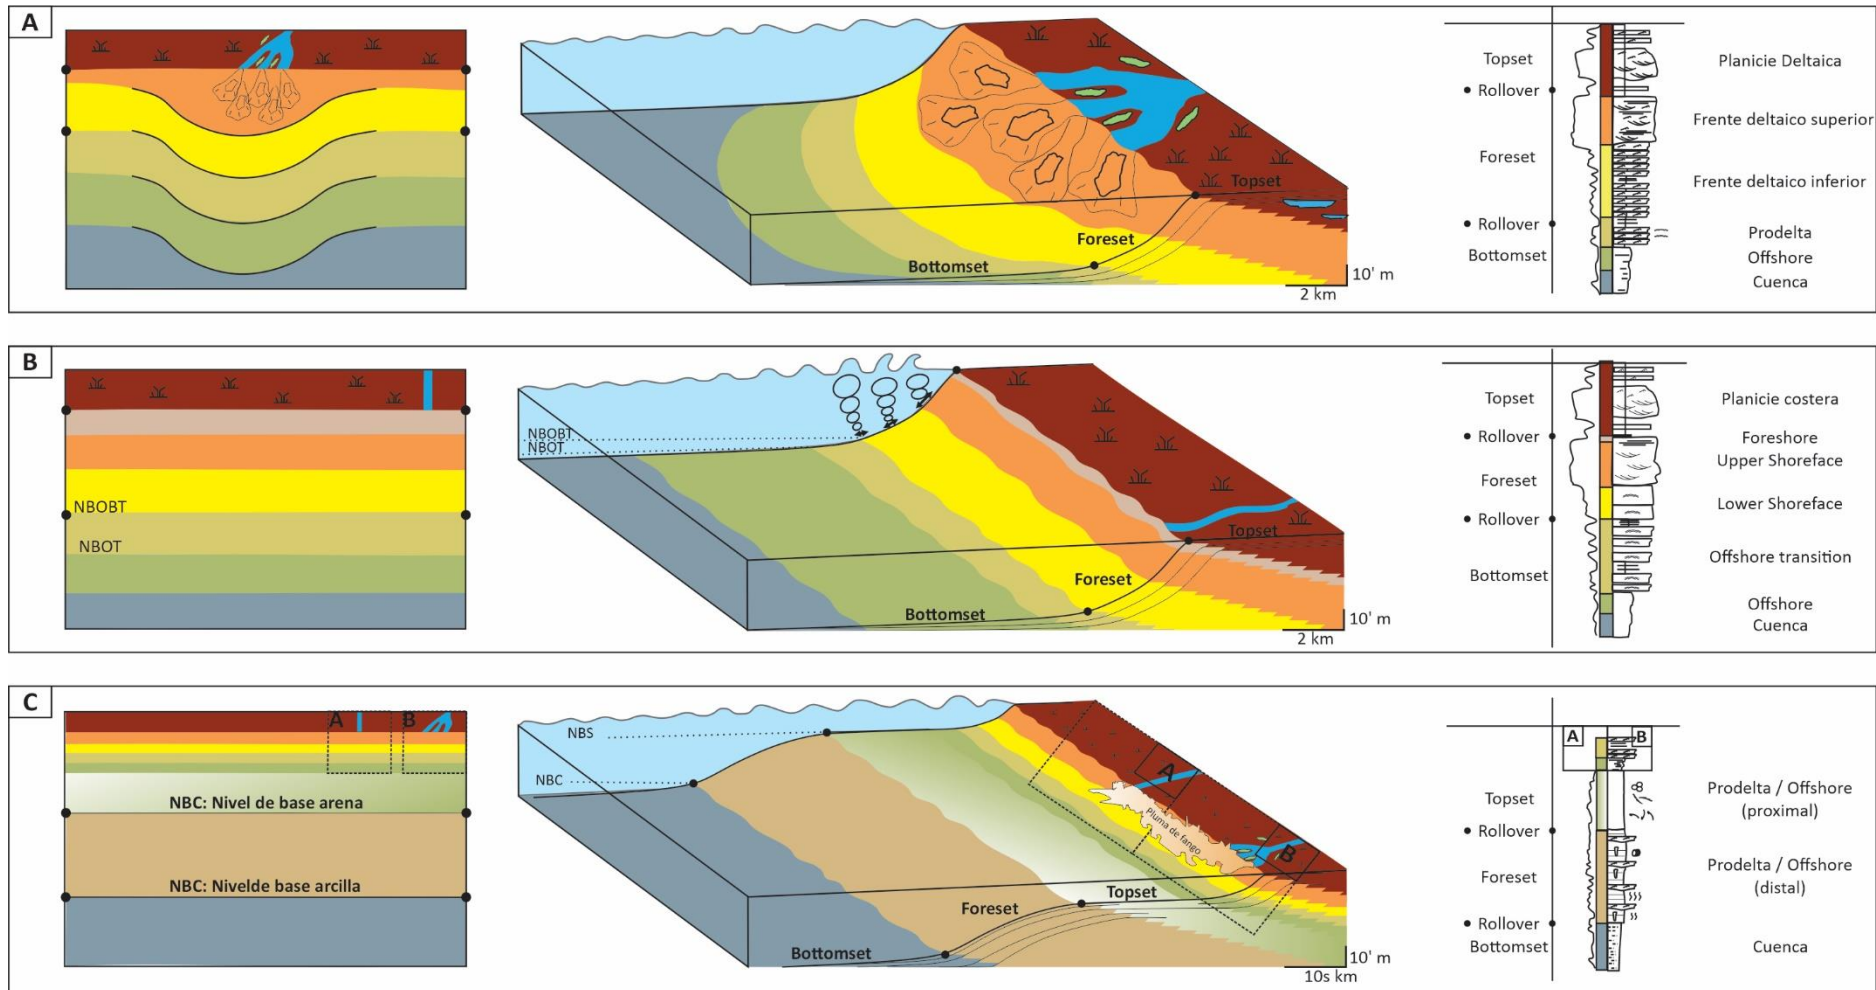 A
Topset
Foreset
Bottomset
10' m
2 km
Topset
Rollover
Foreset
Rollover
Bottomset
Planicie Deltaica
Frente deltaico superior
Frente deltaico inferior
Prodelta
Offshore
Cuenca
B
NBOBT
NBOT
NBOBT
NBOT
Topset
Foreset
Bottomset
10' m
2 km
Topset
Rollover
Foreset
Rollover
Bottomset
Planicie costera
Foreshore
Upper Shoreface
Lower Shoreface
Offshore transition
Offshore
Cuenca
C
A
B
NBC: Nivel de base arena
NBC: Nivelde base arcilla
NBS
NBC
A
Pluma de fango
B
Topset
Foreset
Bottomset
10' m
10s km
A
B
Topset
Rollover
Foreset
Rollover
Bottomset
Prodelta / Offshore
(proximal)
Prodelta / Offshore
(distal)
Cuenca